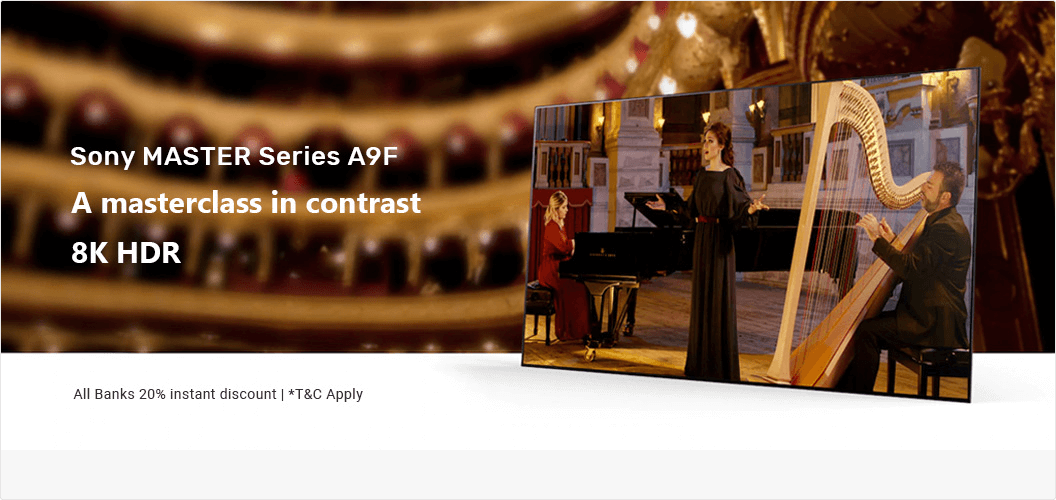 Sony MASTER Series A9F
A masterclass in contrast
8K HDR
All Banks 20% instant discount | *T&C Apply